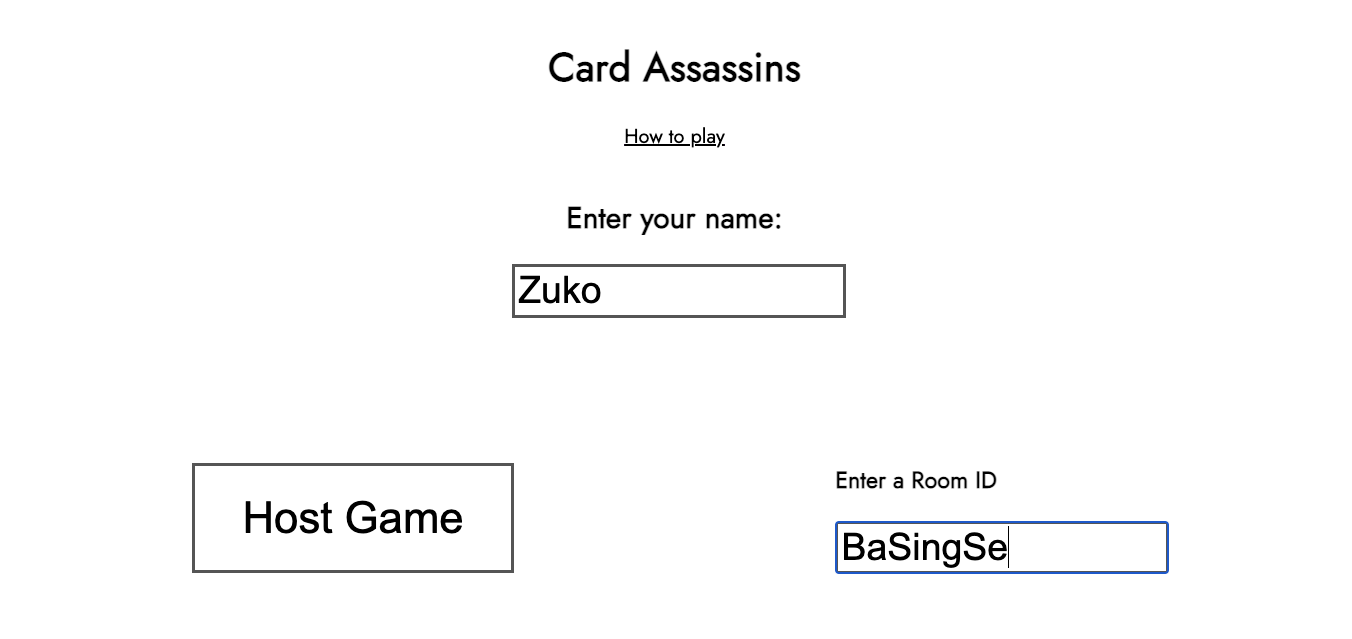 Card Assassins
How to play
Enter your name:
Zuko
Host Game
Enter a Room ID
BaSingSe